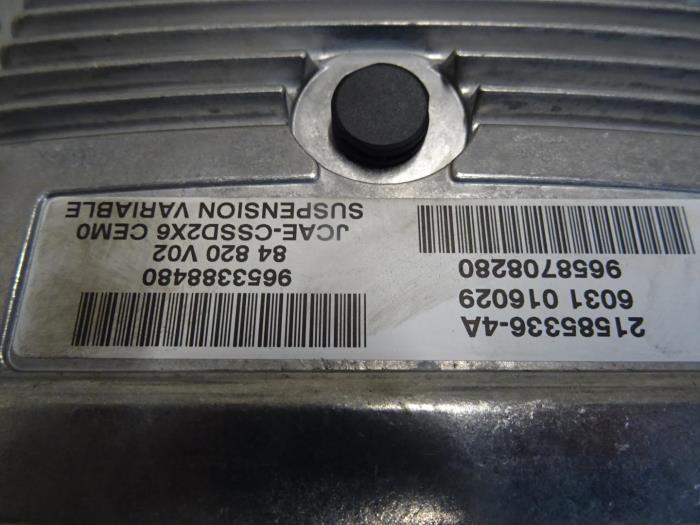 21585336-4A
6031 016029
9658708280
9653388480
84 820 V02
JCAE-CSSD2X6 CEM0
SUSPENSION VARIABLE